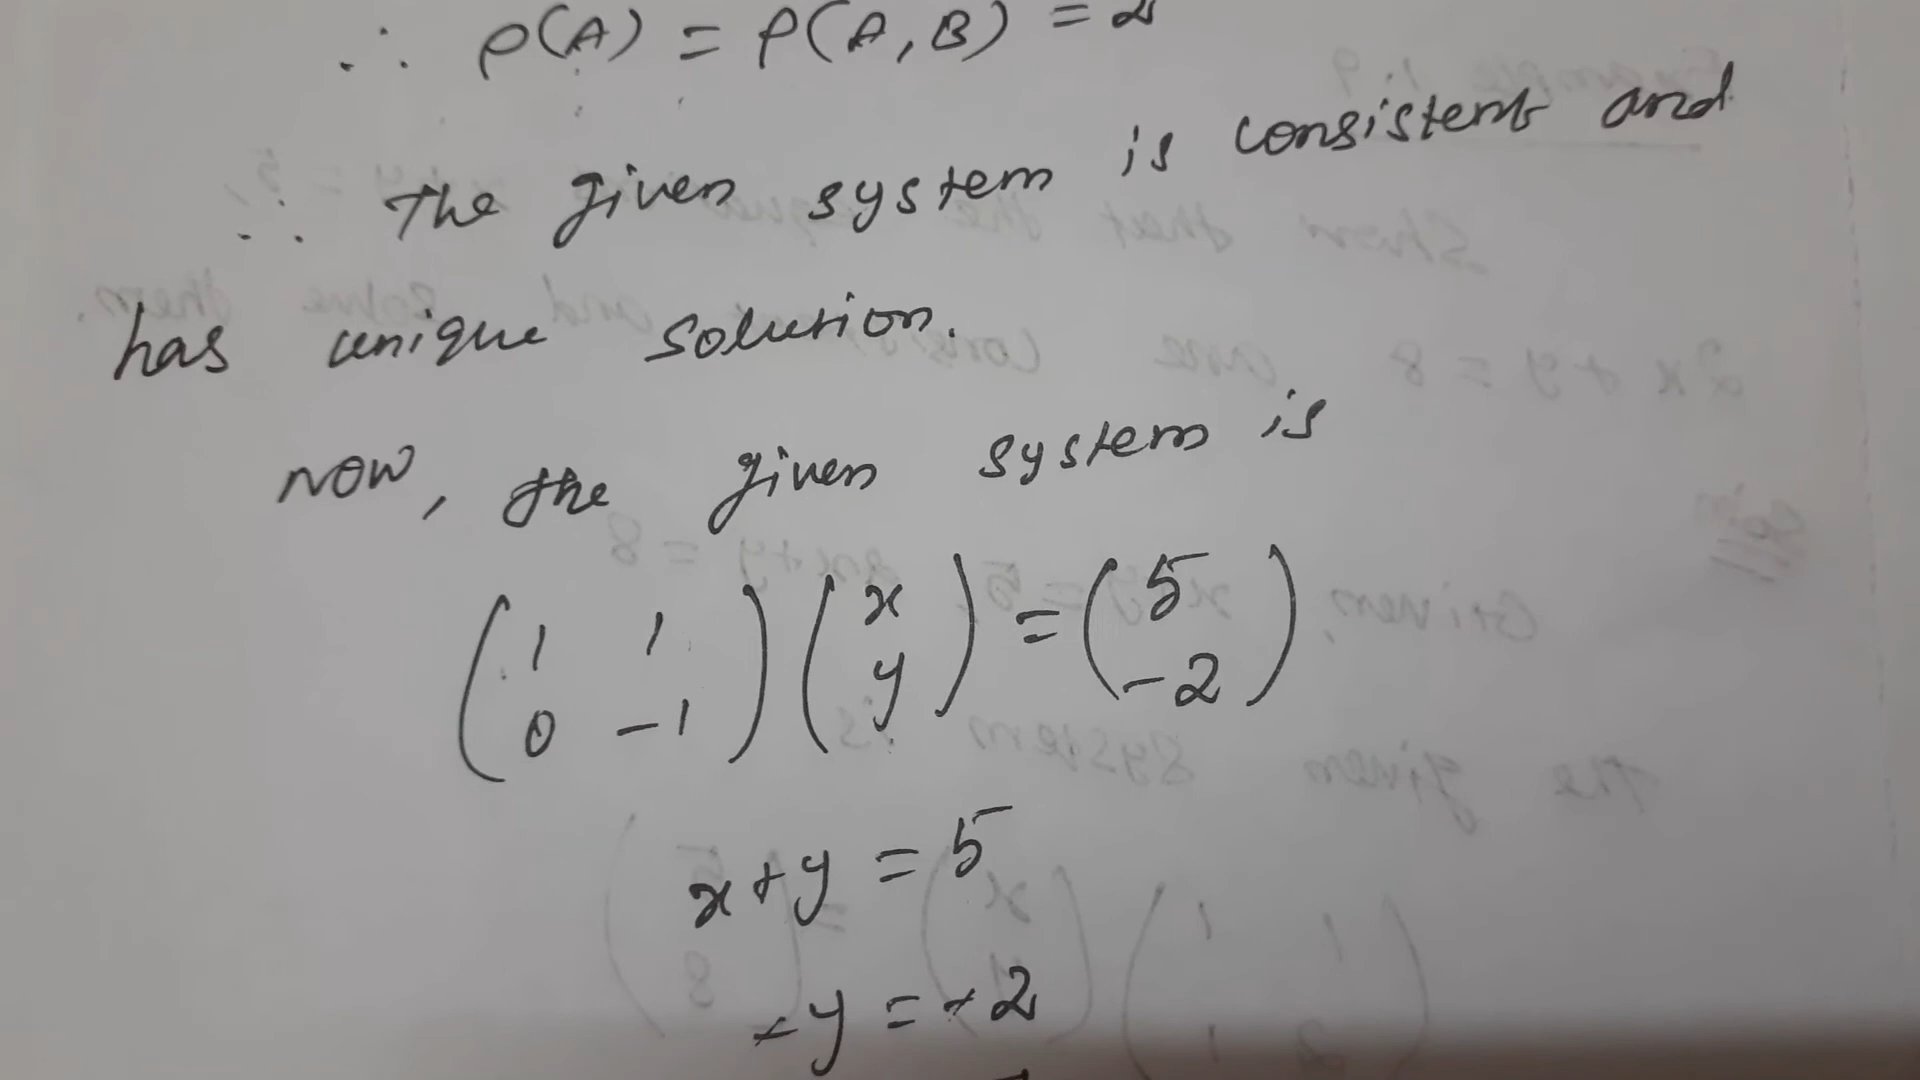 ∴ ρ(A) = ρ(A, B) = 2
∴ The given system is consistent and
has unique solution.
Now, the given system is
(1 1
0 -1) (x
y) = (5
-2)
x+y = 5
-y = -2